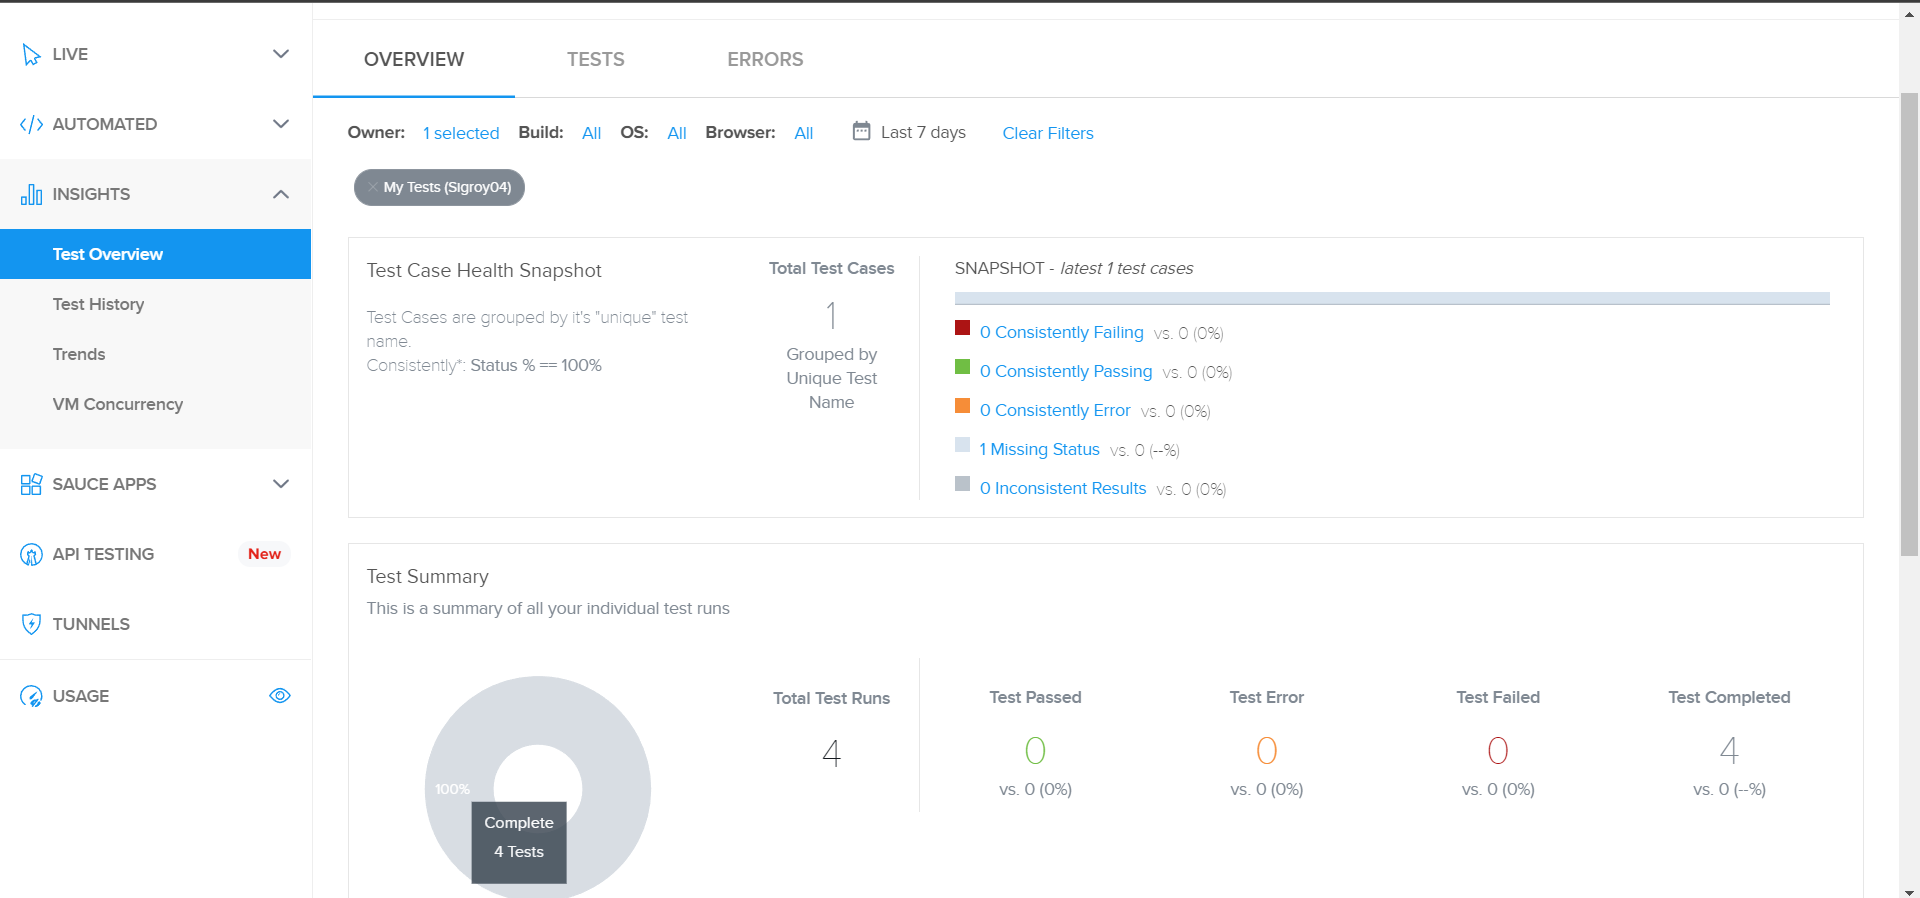 LIVE
AUTOMATED
INSIGHTS
Test Overview
Test History
Trends
VM Concurrency
SAUCE APPS
API TESTING New
TUNNELS
USAGE
OVERVIEW TESTS ERRORS
Owner: 1 selected Build: All OS: All Browser: All Last 7 days Clear Filters
× My Tests (SIgroy04)
Test Case Health Snapshot
Test Cases are grouped by it's "unique" test
name.
Consistently*: Status % == 100%
Total Test Cases
1
Grouped by
Unique Test
Name
SNAPSHOT - latest 1 test cases
0 Consistently Failing vs. 0 (0%)
0 Consistently Passing vs. 0 (0%)
0 Consistently Error vs. 0 (0%)
1 Missing Status vs. 0 (--%)
0 Inconsistent Results vs. 0 (0%)
Test Summary
This is a summary of all your individual test runs
100%
Complete
4 Tests
Total Test Runs
4
Test Passed
0
vs. 0 (0%)
Test Error
0
vs. 0 (0%)
Test Failed
0
vs. 0 (0%)
Test Completed
4
vs. 0 (--%)